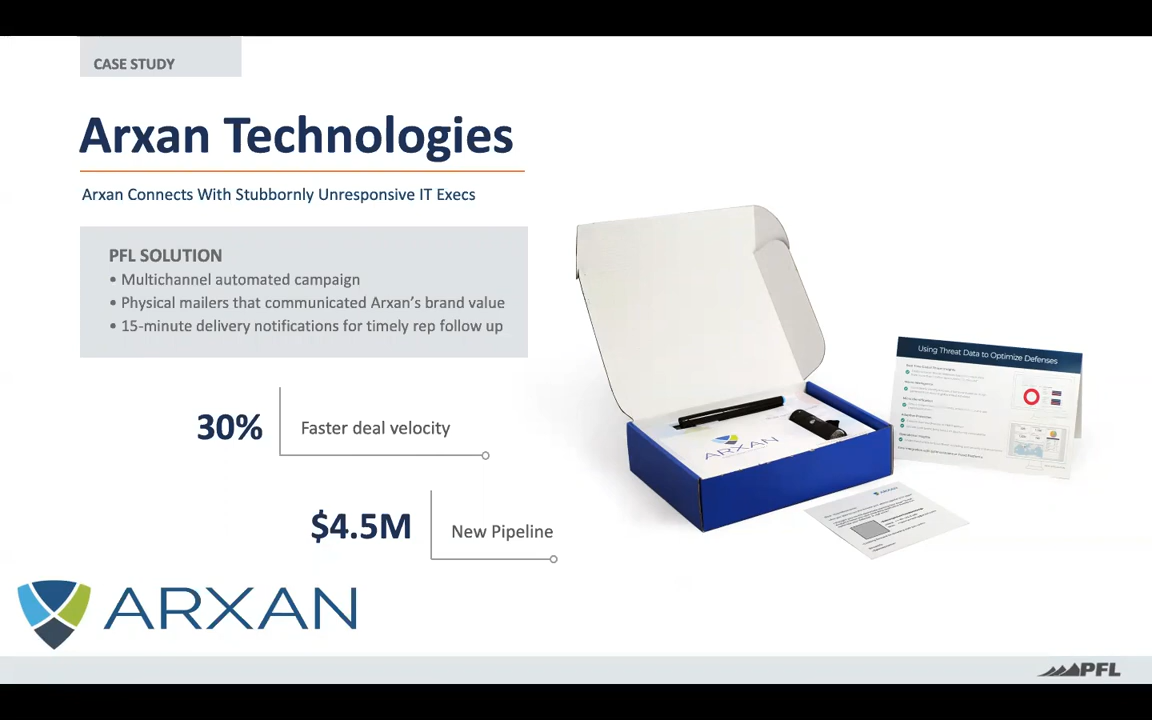 CASE STUDY
Arxan Technologies
Arxan Connects With Stubbornly Unresponsive IT Execs
PFL SOLUTION
• Multichannel automated campaign
• Physical mailers that communicated Arxan's brand value
• 15-minute delivery notifications for timely rep follow up
30%
Faster deal velocity
$4.5M
New Pipeline
ARXAN
Using Threat Data to Optimize Defenses
ARXAN
PFL